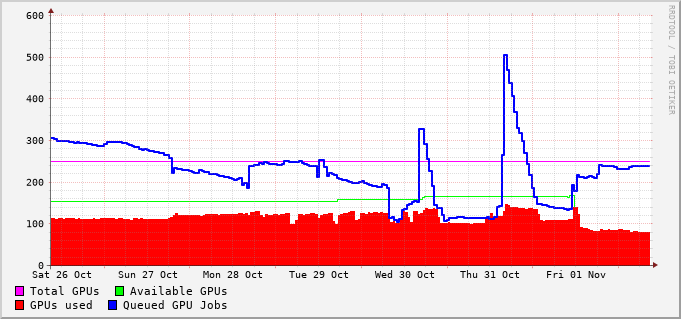 600
500
400
300
200
100
0
Sat 26 Oct Sun 27 Oct Mon 28 Oct Tue 29 Oct Wed 30 Oct Thu 31 Oct Fri 01 Nov
Total GPUs Available GPUs
GPUs used Queued GPU Jobs
RRDTOOL / TOBI OETIKER